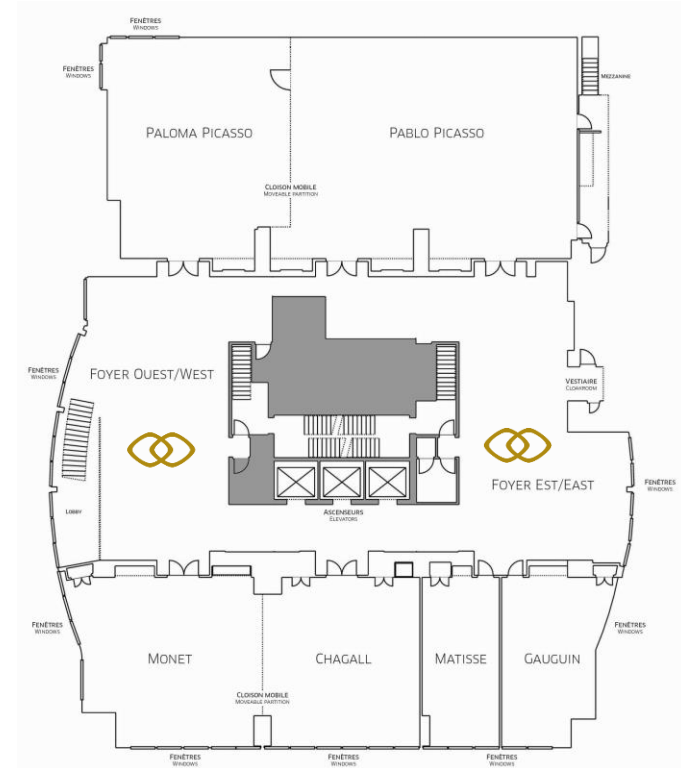 FENÊTRES
WINDOWS
FENÊTRES
WINDOWS
MEZZANINE
PALOMA PICASSO
PABLO PICASSO
CLOISON MOBILE
MOVEABLE PARTITION
FENÊTRES
WINDOWS
FOYER OUEST/WEST
VESTIAIRE
CLOAKROOM
FOYER EST/EAST
FENÊTRES
WINDOWS
LOBBY
ASCENSEURS
ELEVATORS
FENÊTRES
WINDOWS
FENÊTRES
WINDOWS
MONET
CHAGALL
MATISSE
GAUGUIN
CLOISON MOBILE
MOVEABLE PARTITION
FENÊTRES
WINDOWS
FENÊTRES
WINDOWS
FENÊTRES
WINDOWS